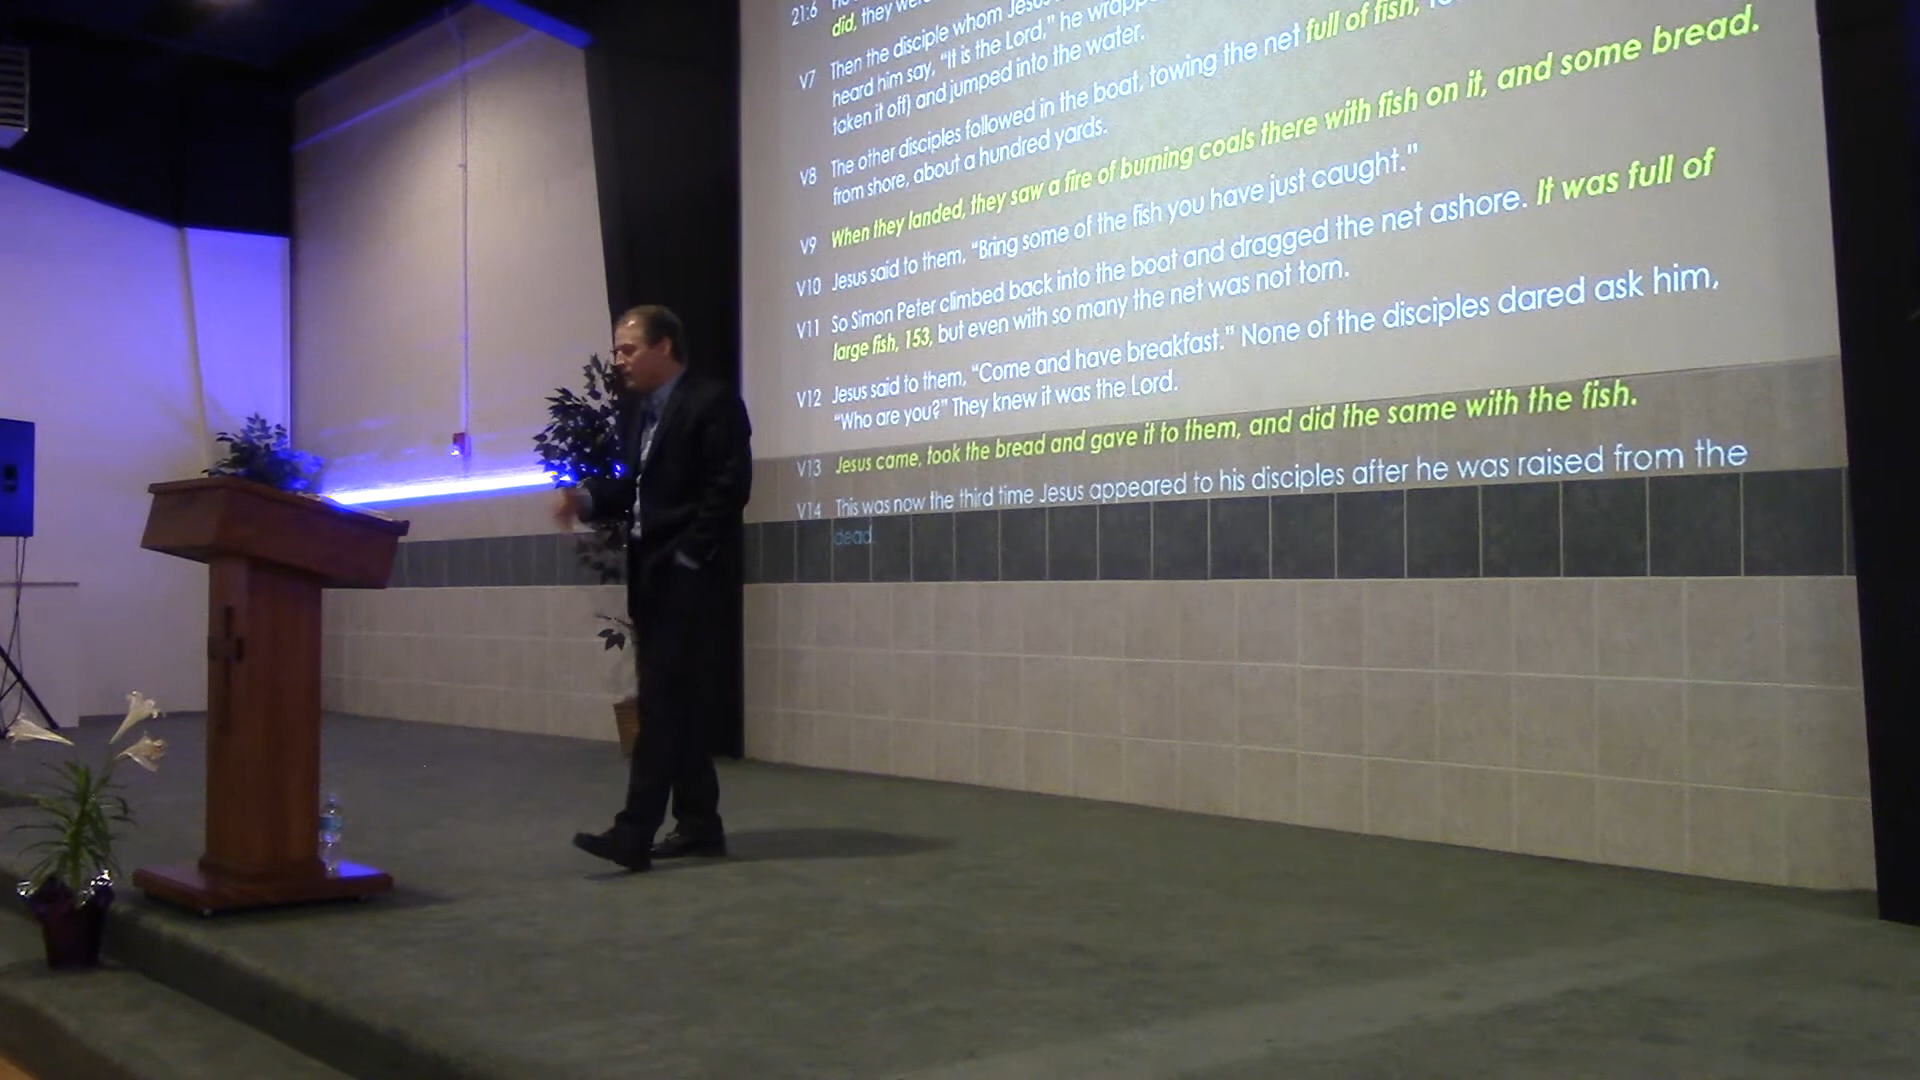 21:6
did, they were
V7 Then the disciple whom Jesus
heard him say, "It is the Lord," he wrapped
taken it off) and jumped into the water.
V8 The other disciples followed in the boat, towing the net full of fish,
from shore, about a hundred yards.
V9 When they landed, they saw a fire of burning coals there with fish on it, and some bread.
V10 Jesus said to them, "Bring some of the fish you have just caught."
V11 So Simon Peter climbed back into the boat and dragged the net ashore. It was full of
large fish, 153, but even with so many the net was not torn.
V12 Jesus said to them, "Come and have breakfast." None of the disciples dared ask him,
"Who are you?" They knew it was the Lord.
V13 Jesus came, took the bread and gave it to them, and did the same with the fish.
V14 This was now the third time Jesus appeared to his disciples after he was raised from the
dead.